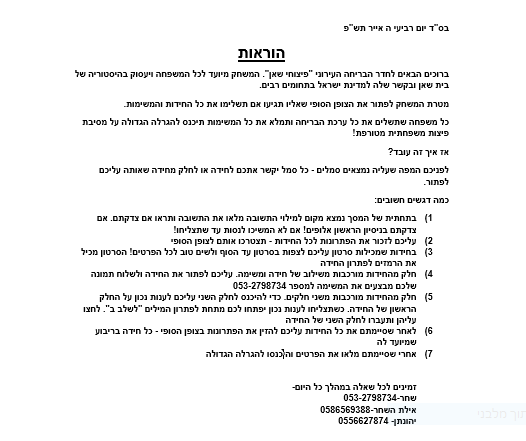 בס"ד יום רביעי ה אייר תש"פ
הוראות
ברוכים הבאים לחדר הבריחה העירוני "פיצוחי שאן". המשחק מיועד לכל המשפחה ויעסוק בהיסטוריה של
בית שאן ובקשר שלה למדינת ישראל בתחומים רבים.
מטרת המשחק לפתור את הצופן הסופי שאליו תגיעו אם תשלימו את כל החידות והמשימות.
כל משפחה שתשלים את כל ערכת הבריחה ותמלא את כל המשימות תיכנס להגרלה הגדולה על מסיבת
פיצות משפחתית מטורפת!
אז איך זה עובד?
לפניכם המפה שעליה נמצאים סמלים - כל סמל יקשר אתכם לחידה או לחלק מחידה שאותה עליכם
לפתור.
כמה דגשים חשובים:
1) בתחתית של המסך נמצא מקום למילוי התשובה מלאו את התשובה ותראו אם צדקתם. אם
צדקתם בניסיון הראשון אלופים! אם לא המשיכו לנסות עד שתצליחו!
2) עליכם לזכור את הפתרונות לכל החידות - תצטרכו אותם לצופן הסופי
3) בחידות שמכילות סרטון עליכם לצפות בסרטון עד הסוף ולשים טוב לכל הפרטים! הסרטון מכיל
את הרמזים לפתרון החידה
4) חלק מהחידות מורכבות משילוב של חידה ומשימה. עליכם לפתור את החידה ולשלוח תמונה
שלכם מבצעים את המשימה למספר 053-2798734
5) חלק מהחידות מורכבות משני חלקים. כדי להיכנס לחלק השני עליכם לענות נכון על החלק
הראשון של החידה. כשתצליחו לענות נכון יפתחו לכם מתחת לפתרון המילים "לשלב ב". לחצו
עליהן ותעברו לחלק השני של החידה
6) לאחר שסיימתם את כל החידות עליכם להזין את הפתרונות בצופן הסופי - כל חידה בריבוע
שמיועד לה
7) אחרי שסיימתם מלאו את הפרטים והכנסו להגרלה הגדולה
זמינים לכל שאלה במהלך כל היום-
שחר-053-2798734
אילת השחר-0586569388
יהונתן- 0556627874